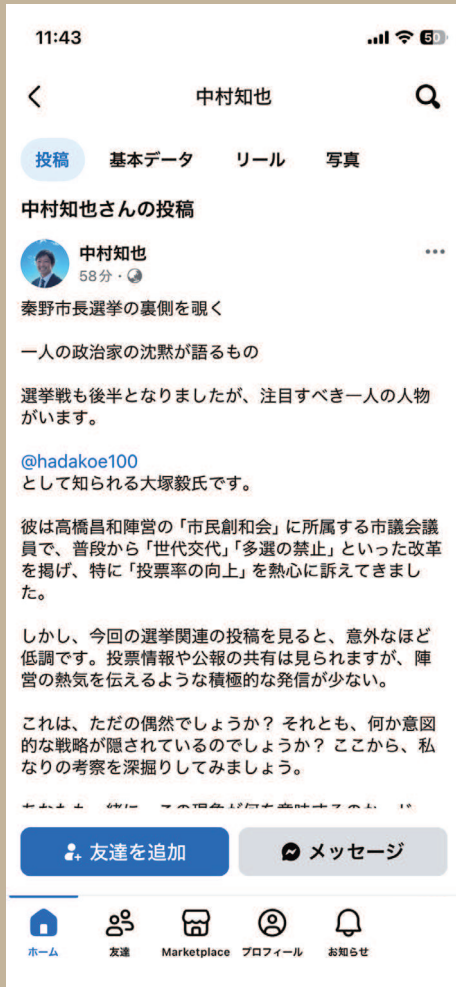 11:43
50
中村知也
投稿 基本データ リール 写真
中村知也さんの投稿
中村知也
58分・
秦野市長選挙の裏側を覗く
一人の政治家の沈黙が語るもの
選挙戦も後半となりましたが、注目すべき一人の人物
がいます。
@hadakoe100
として知られる大塚毅氏です。
彼は高橋昌和陣営の「市民創和会」に所属する市議会議
員で、普段から「世代交代」「多選の禁止」といった改革
を掲げ、特に「投票率の向上」を熱心に訴えてきまし
た。
しかし、今回の選挙関連の投稿を見ると、意外なほど
低調です。投票情報や公報の共有は見られますが、陣
営の熱気を伝えるような積極的な発信が少ない。
これは、ただの偶然でしょうか？ それとも、何か意図
的な戦略が隠されているのでしょうか？ ここから、私
なりの考察を深掘りしてみましょう。
友達を追加 メッセージ
ホーム 友達 Marketplace プロフィール お知らせ